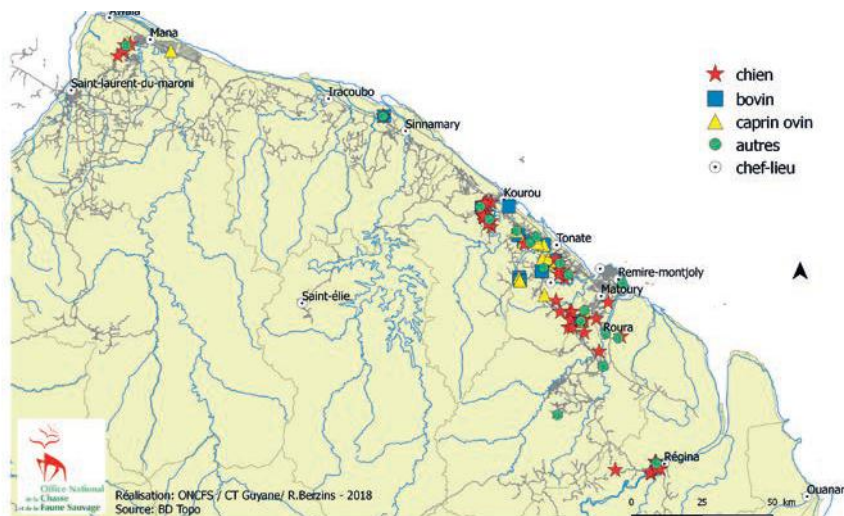 Awala
Mana
Saint-laurent-du-maroni
Iracoubo
Sinnamary
chien
bovin
caprin ovin
autres
chef-lieu
Kourou
Tonate
Remire-montjoly
Matoury
Saint-élie
Roura
Régina
Ouanar
Office National
de la Chasse
et de la Faune Sauvage
Réalisation: ONCFS / CT Guyane/ R.Berzins - 2018
Source: BD Topo
0 25 50 km